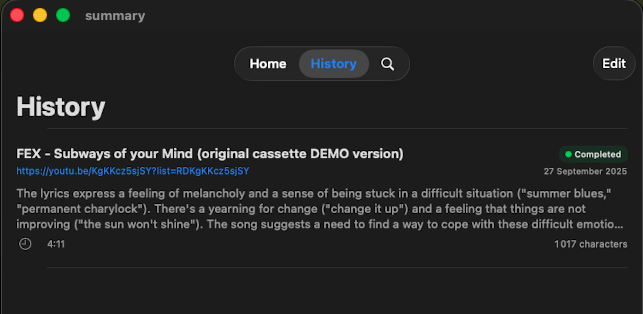 summary
Home History
Edit
History
FEX - Subways of your Mind (original cassette DEMO version)
Completed
https://youtu.be/KgKKcz5sjSY?list=RDKgKKcz5sjSY
27 September 2025
The lyrics express a feeling of melancholy and a sense of being stuck in a difficult situation ("summer blues,"
"permanent charylock"). There's a yearning for change ("change it up") and a feeling that things are not
improving ("the sun won't shine"). The song suggests a need to find a way to cope with these difficult emotio...
4:11
1 017 characters